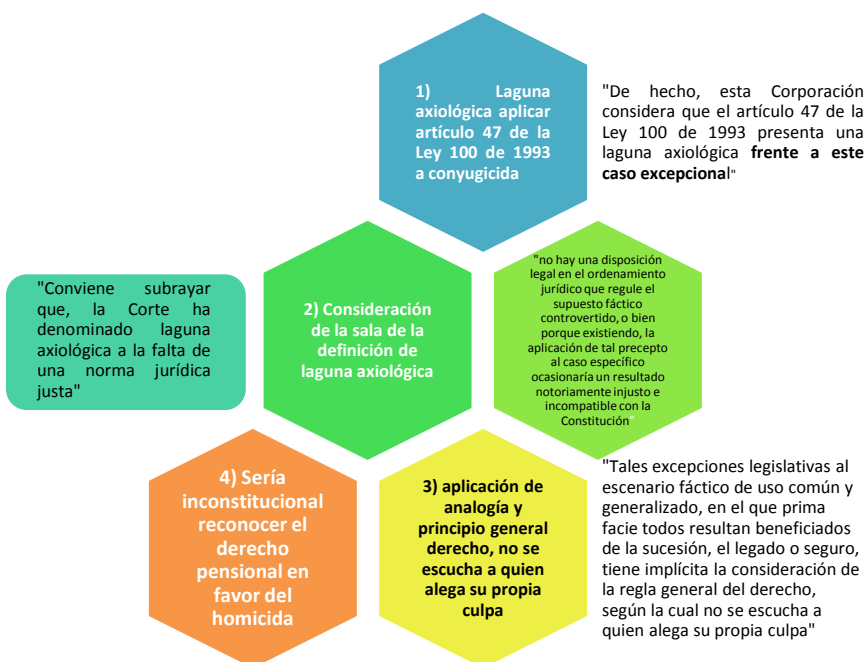 1) Laguna
axiológica aplicar
artículo 47 de la
Ley 100 de 1993
a conyugicida
"De hecho, esta Corporación
considera que el artículo 47 de la
Ley 100 de 1993 presenta una
laguna axiológica frente a este
caso excepcional"
"Conviene subrayar
que, la Corte ha
denominado laguna
axiológica a la falta de
una norma jurídica
justa"
2) Consideración
de la sala de la
definición de
laguna axiológica
"no hay una disposición
legal en el ordenamiento
jurídico que regule el
supuesto fáctico
controvertido, o bien
porque existiendo, la
aplicación de tal precepto
al caso específico
ocasionaría un resultado
notoriamente injusto e
incompatible con la
Constitución"
4) Sería
inconstitucional
reconocer el
derecho
pensional en
favor del
homicida
3) aplicación de
analogía y
principio general
derecho, no se
escucha a quien
alega su propia
culpa
"Tales excepciones legislativas al
escenario fáctico de uso común y
generalizado, en el que prima
facie todos resultan beneficiados
de la sucesión, el legado o seguro,
tiene implícita la consideración de
la regla general del derecho,
según la cual no se escucha a
quien alega su propia culpa"